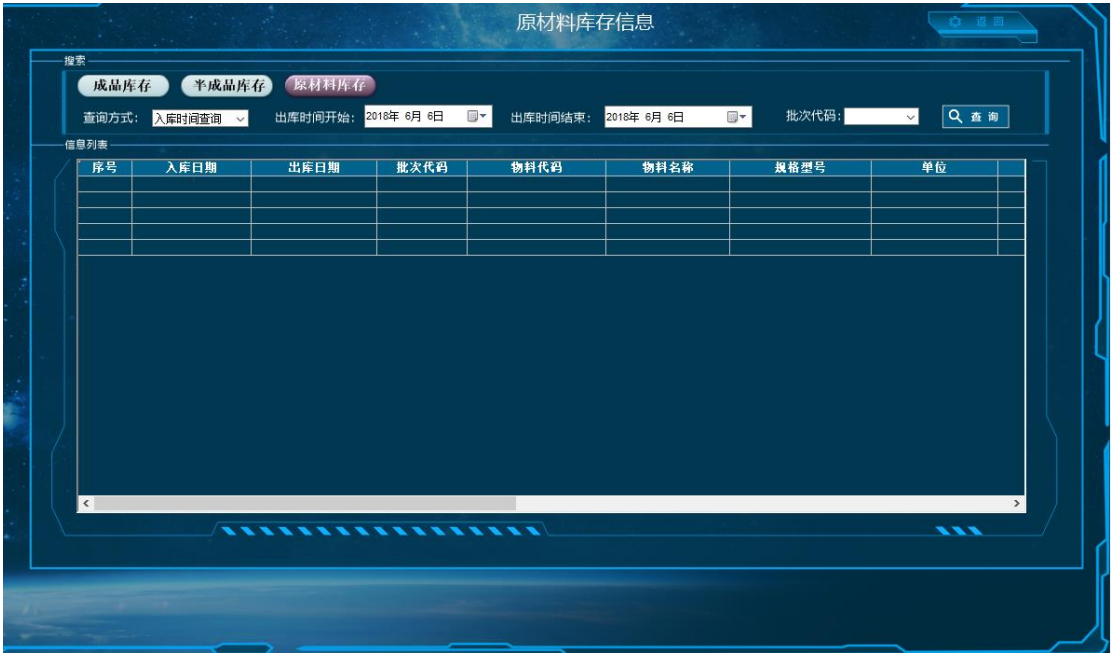 原材料库存信息
返回
搜索
成品库存 半成品库存 原材料库存
查询方式: 入库时间查询 出库时间开始: 2018年 6月 6日 出库时间结束: 2018年 6月 6日 批次代码: 查询
信息列表
序号 入库日期 出库日期 批次代码 物料代码 物料名称 规格型号 单位